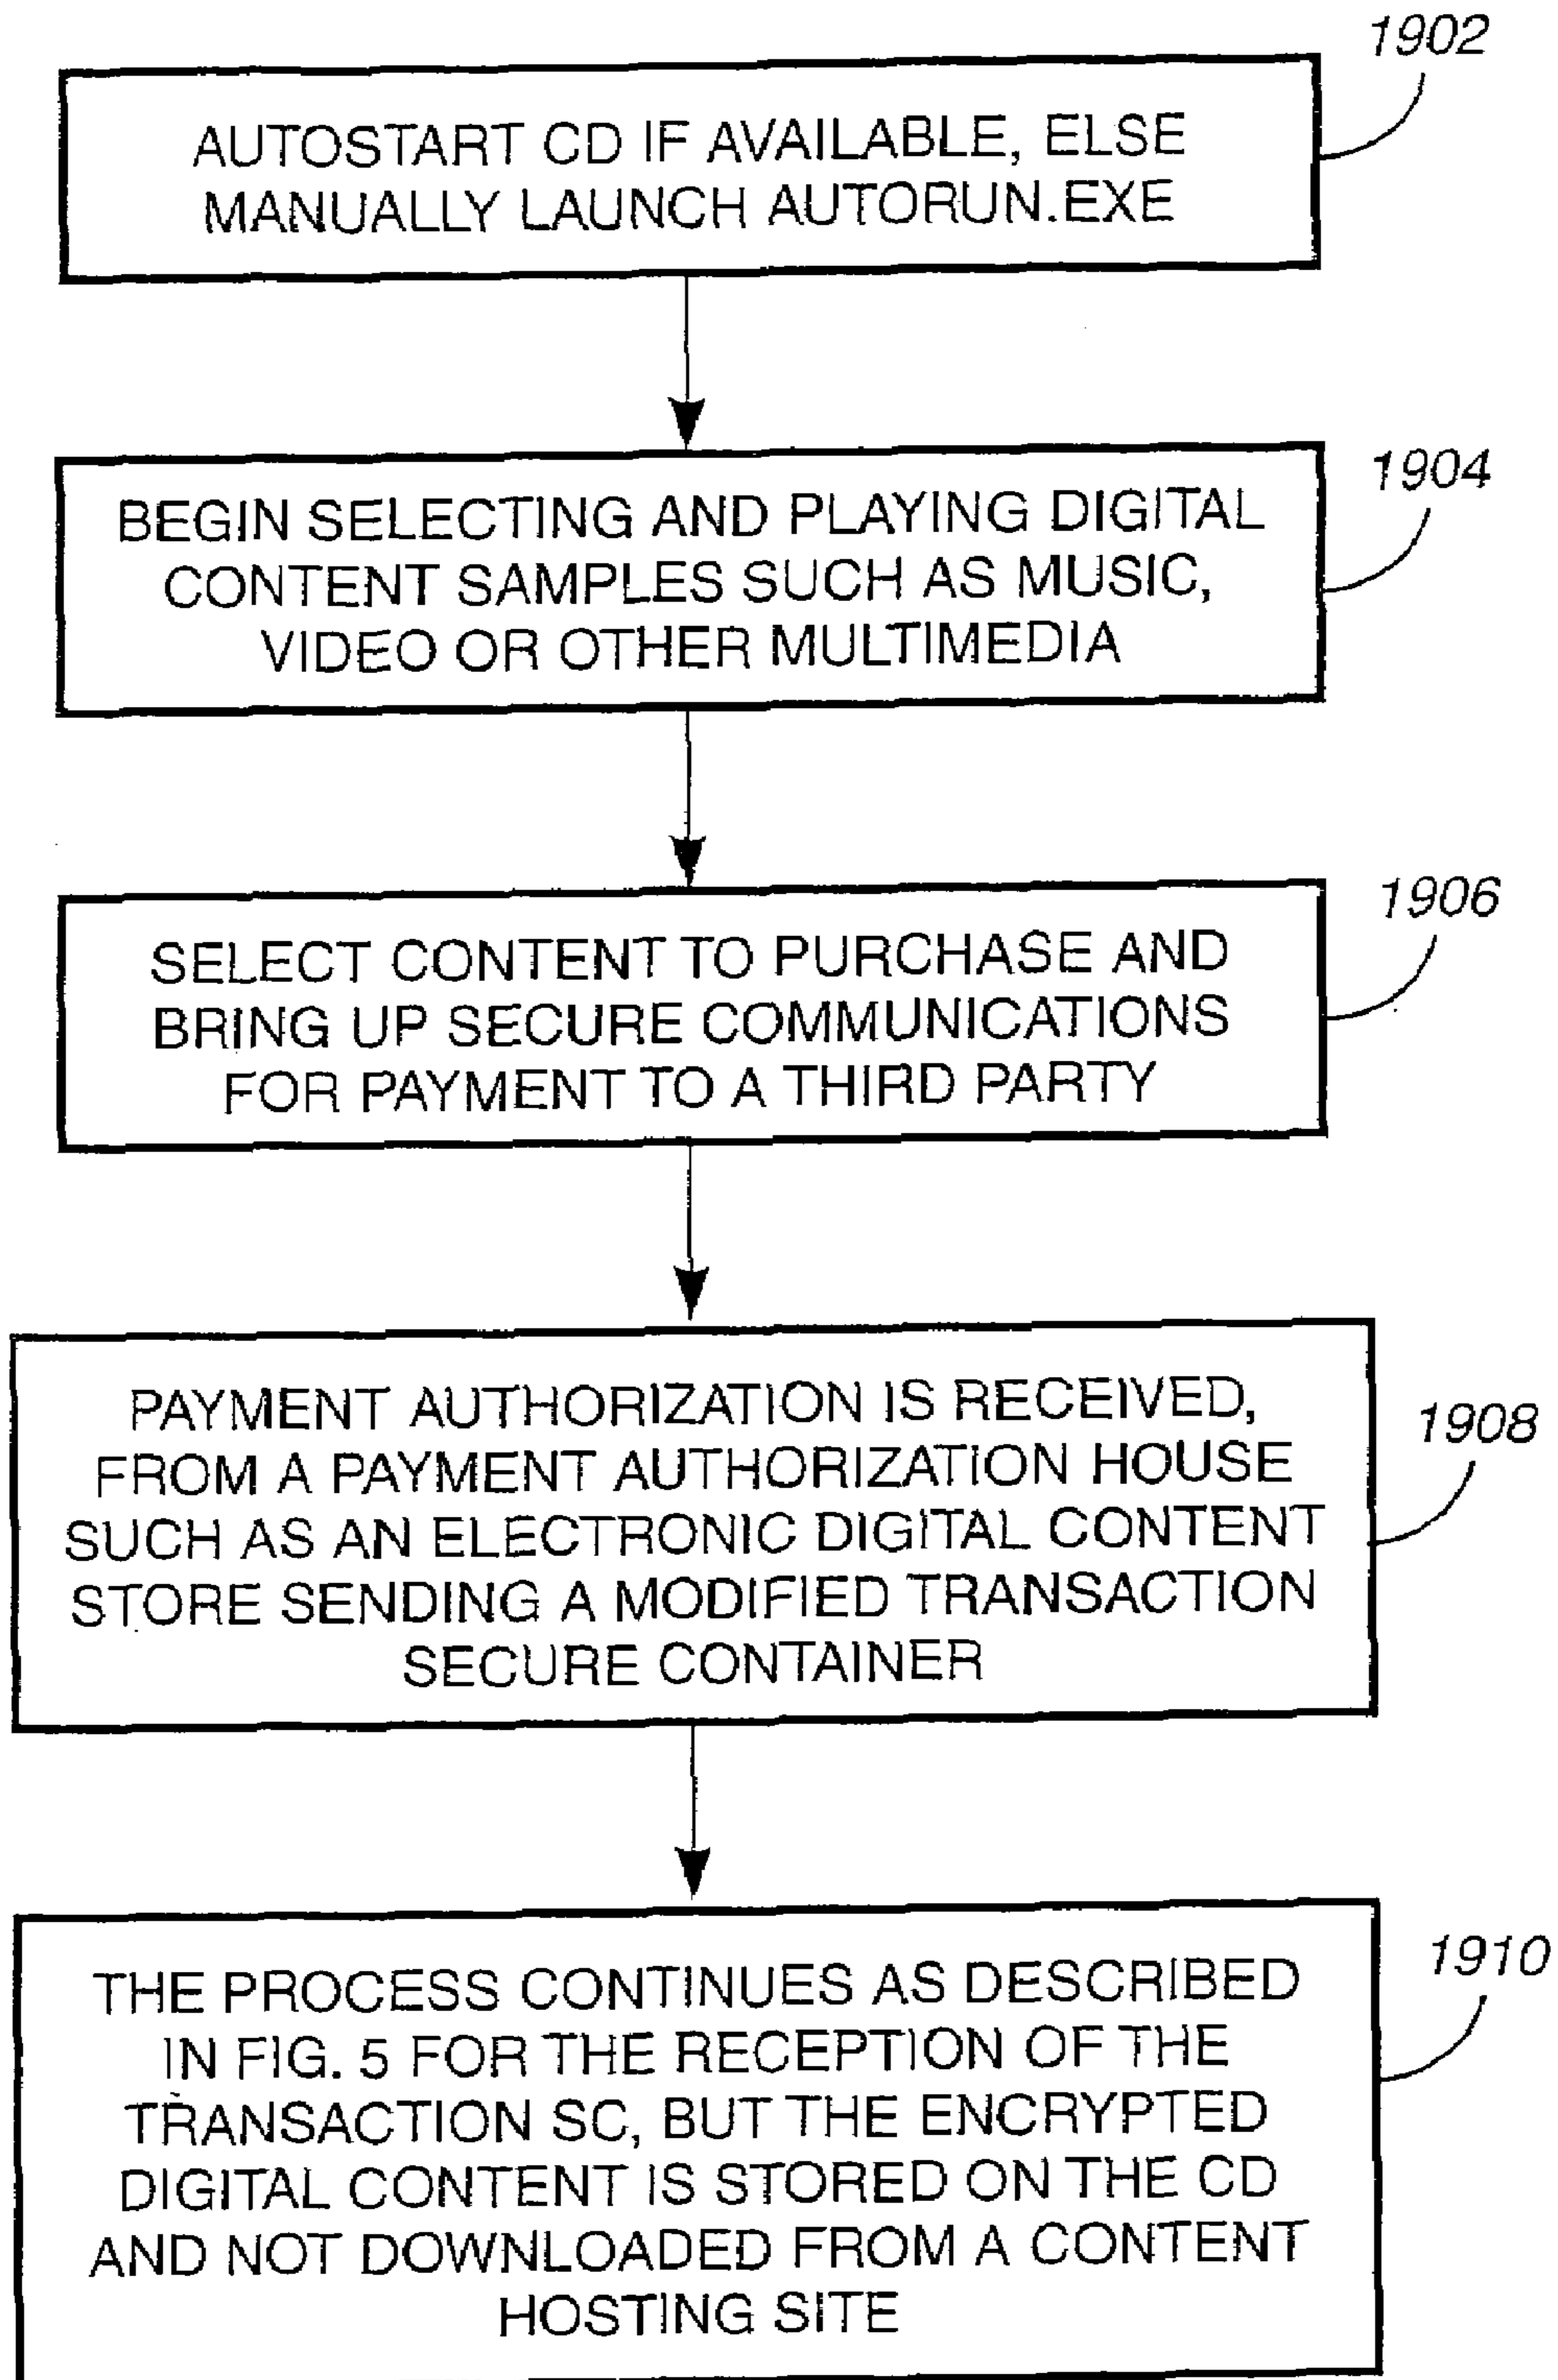 1902
AUTOSTART CD IF AVAILABLE, ELSE
MANUALLY LAUNCH AUTORUN.EXE
1904
BEGIN SELECTING AND PLAYING DIGITAL
CONTENT SAMPLES SUCH AS MUSIC,
VIDEO OR OTHER MULTIMEDIA
1906
SELECT CONTENT TO PURCHASE AND
BRING UP SECURE COMMUNICATIONS
FOR PAYMENT TO A THIRD PARTY
1908
PAYMENT AUTHORIZATION IS RECEIVED,
FROM A PAYMENT AUTHORIZATION HOUSE
SUCH AS AN ELECTRONIC DIGITAL CONTENT
STORE SENDING A MODIFIED TRANSACTION
SECURE CONTAINER
1910
THE PROCESS CONTINUES AS DESCRIBED
IN FIG. 5 FOR THE RECEPTION OF THE
TRANSACTION SC, BUT THE ENCRYPTED
DIGITAL CONTENT IS STORED ON THE CD
AND NOT DOWNLOADED FROM A CONTENT
HOSTING SITE